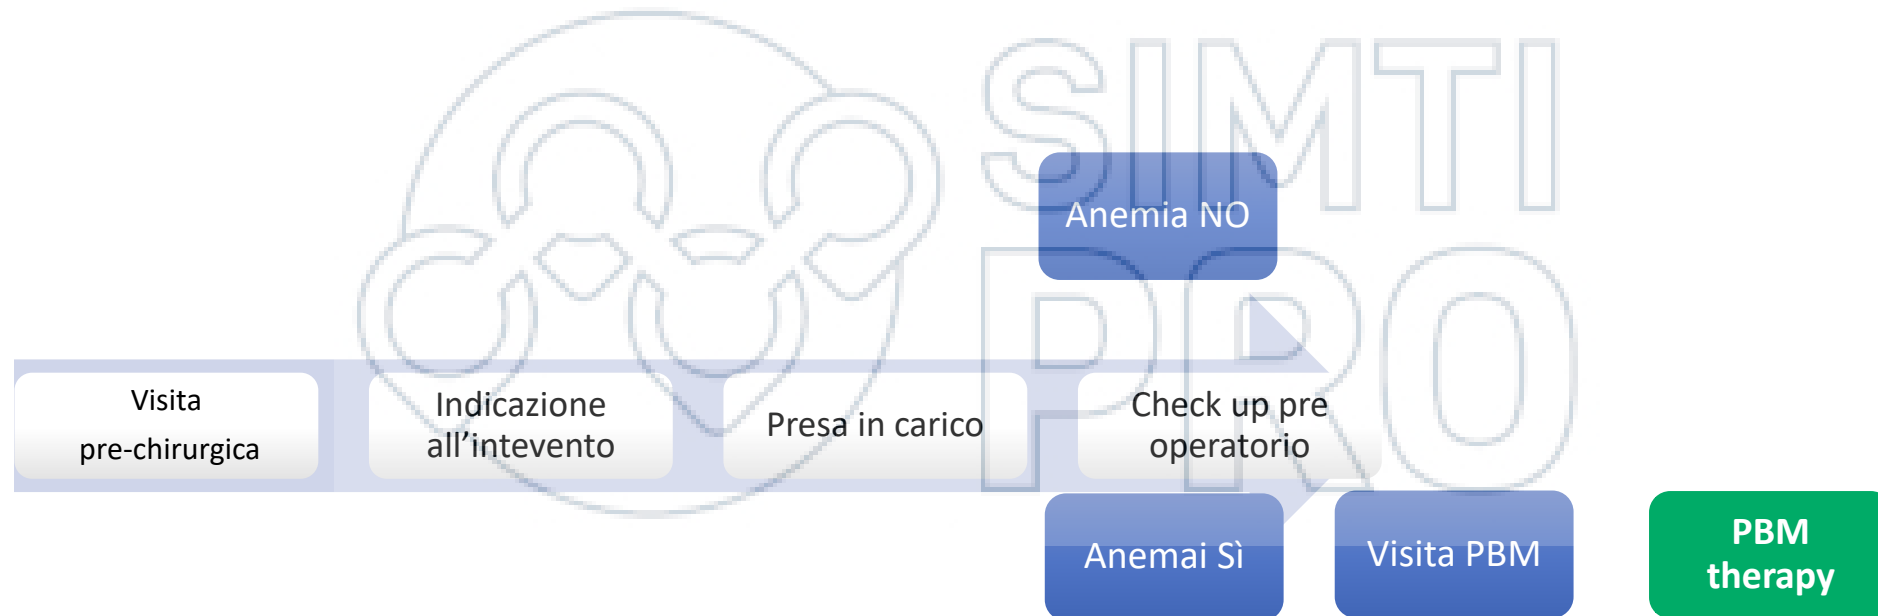 SIMTI
PRO
Anemia NO
Visita
pre-chirurgica
Indicazione
all’intevento
Presa in carico
Check up pre
operatorio
Anemai Sì
Visita PBM
PBM
therapy